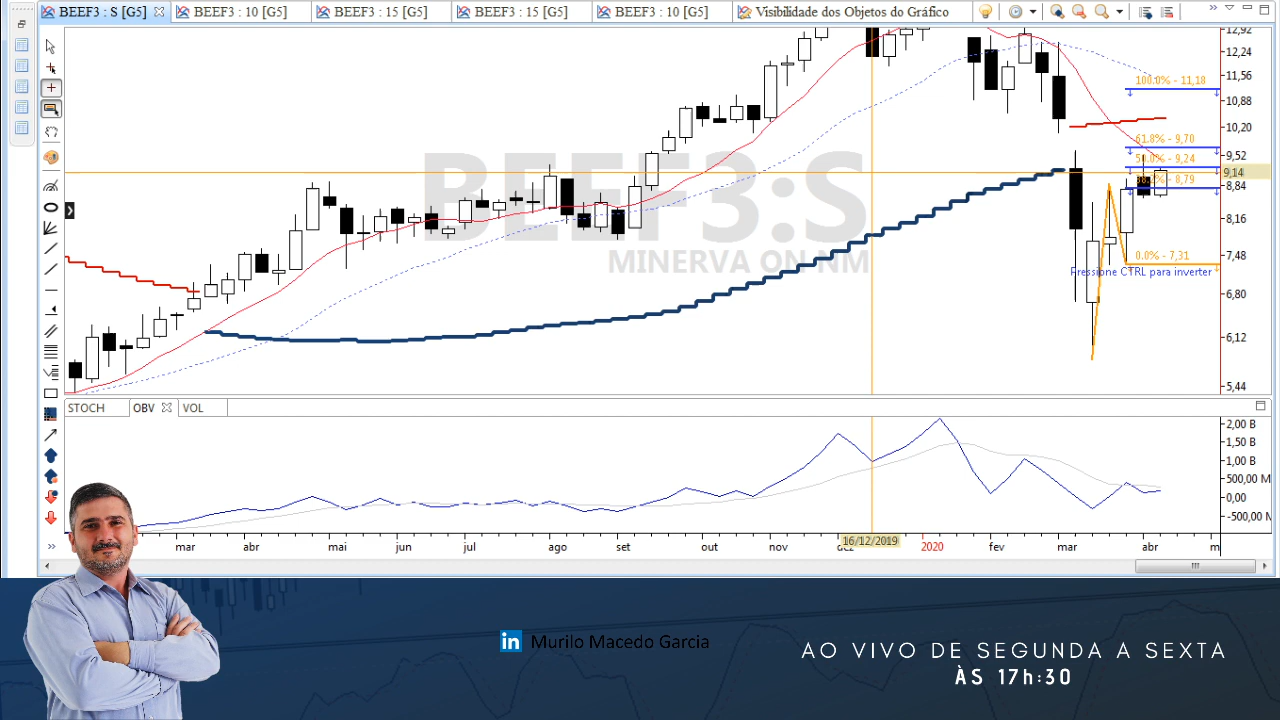 BEEF3 : S [G5]
BEEF3 : 10 [G5]
BEEF3 : 15 [G5]
BEEF3 : 15 [G5]
BEEF3 : 10 [G5]
Visibilidade dos Objetos do Gráfico
BEEF3:S
MINERVA ON NM
12,92
12,24
11,56
10,88
10,20
9,52
9,14
8,84
8,16
7,48
6,80
6,12
5,44
100.0% - 11,18
61.8% - 9,70
50.0% - 9,24
- 8,79
0.0% - 7,31
Pressione CTRL para inverter
STOCH
OBV
VOL
2,00 B
1,50 B
1,00 B
500,00 M
0,00
-500,00 M
mar
abr
mai
jun
jul
ago
set
out
nov
dez
16/12/2019
2020
fev
mar
abr
m
in Murilo Macedo Garcia
AO VIVO DE SEGUNDA A SEXTA
ÀS 17h:30